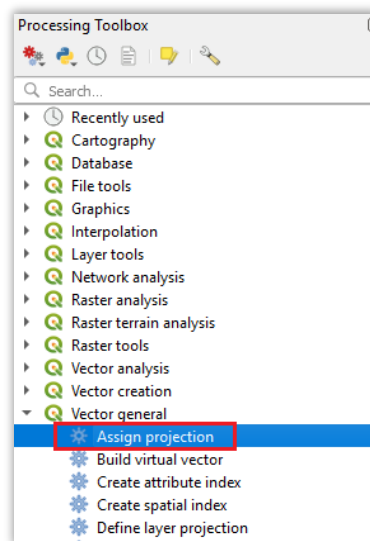 Processing Toolbox
Search...
Recently used
Cartography
Database
File tools
Graphics
Interpolation
Layer tools
Network analysis
Raster analysis
Raster terrain analysis
Raster tools
Vector analysis
Vector creation
Vector general
Assign projection
Build virtual vector
Create attribute index
Create spatial index
Define layer projection